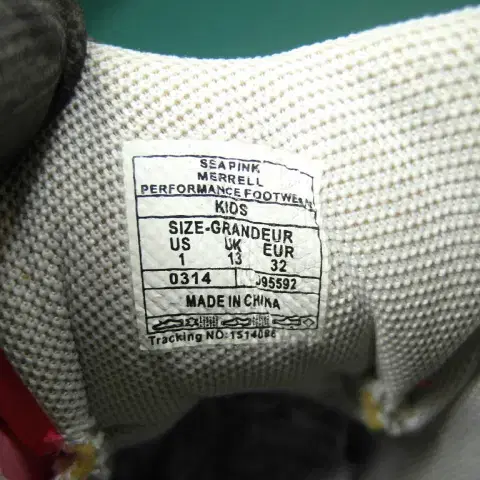 SEAPINK
MERRELL
PERFORMANCE FOOTWEAR
KIDS
SIZE-GRANDEUR
US UK EUR
1 13 32
0314 J95592
MADE IN CHINA
Tracking NO:1514086